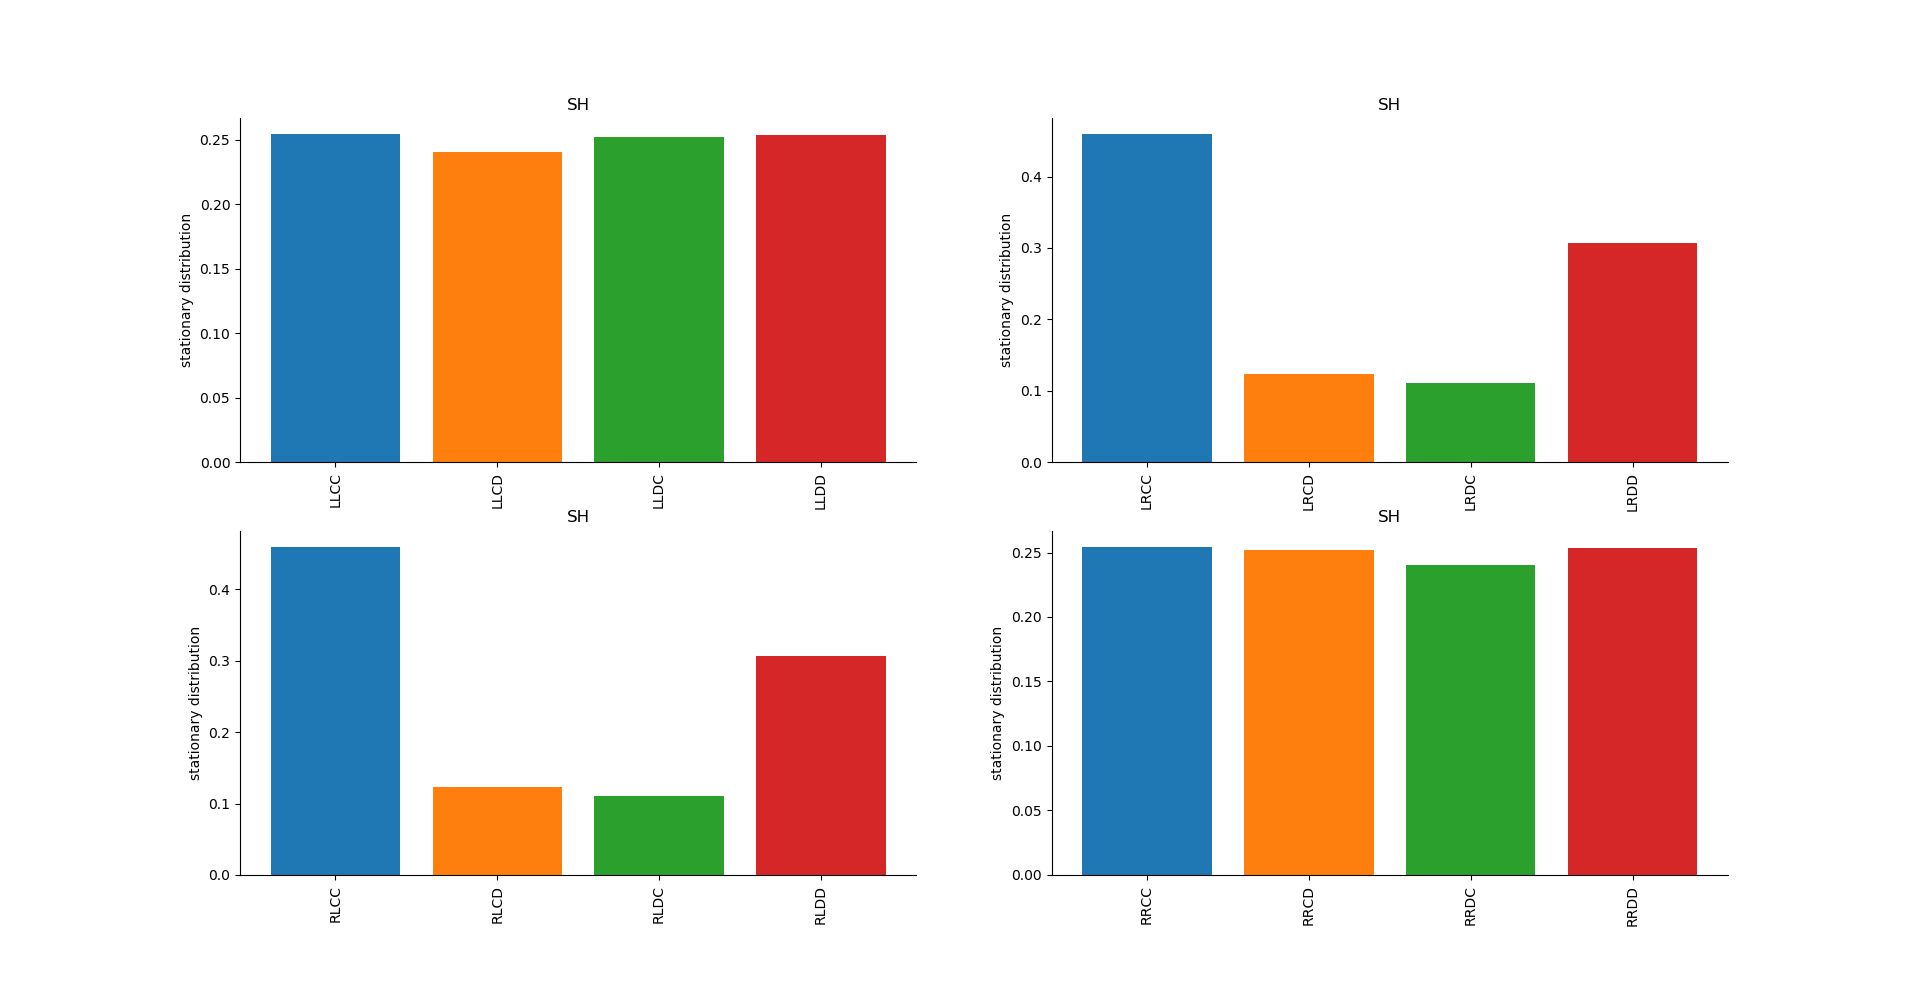 SH
stationary distribution
0.25
0.20
0.15
0.10
0.05
0.00
LLCC LLCD LLDC LLDD
SH
stationary distribution
0.4
0.3
0.2
0.1
0.0
LRCC LRCD LRDC LRDD
SH
stationary distribution
0.4
0.3
0.2
0.1
0.0
RLCC RLCD RLDC RLDD
SH
stationary distribution
0.25
0.20
0.15
0.10
0.05
0.00
RRCC RRCD RRDC RRDD